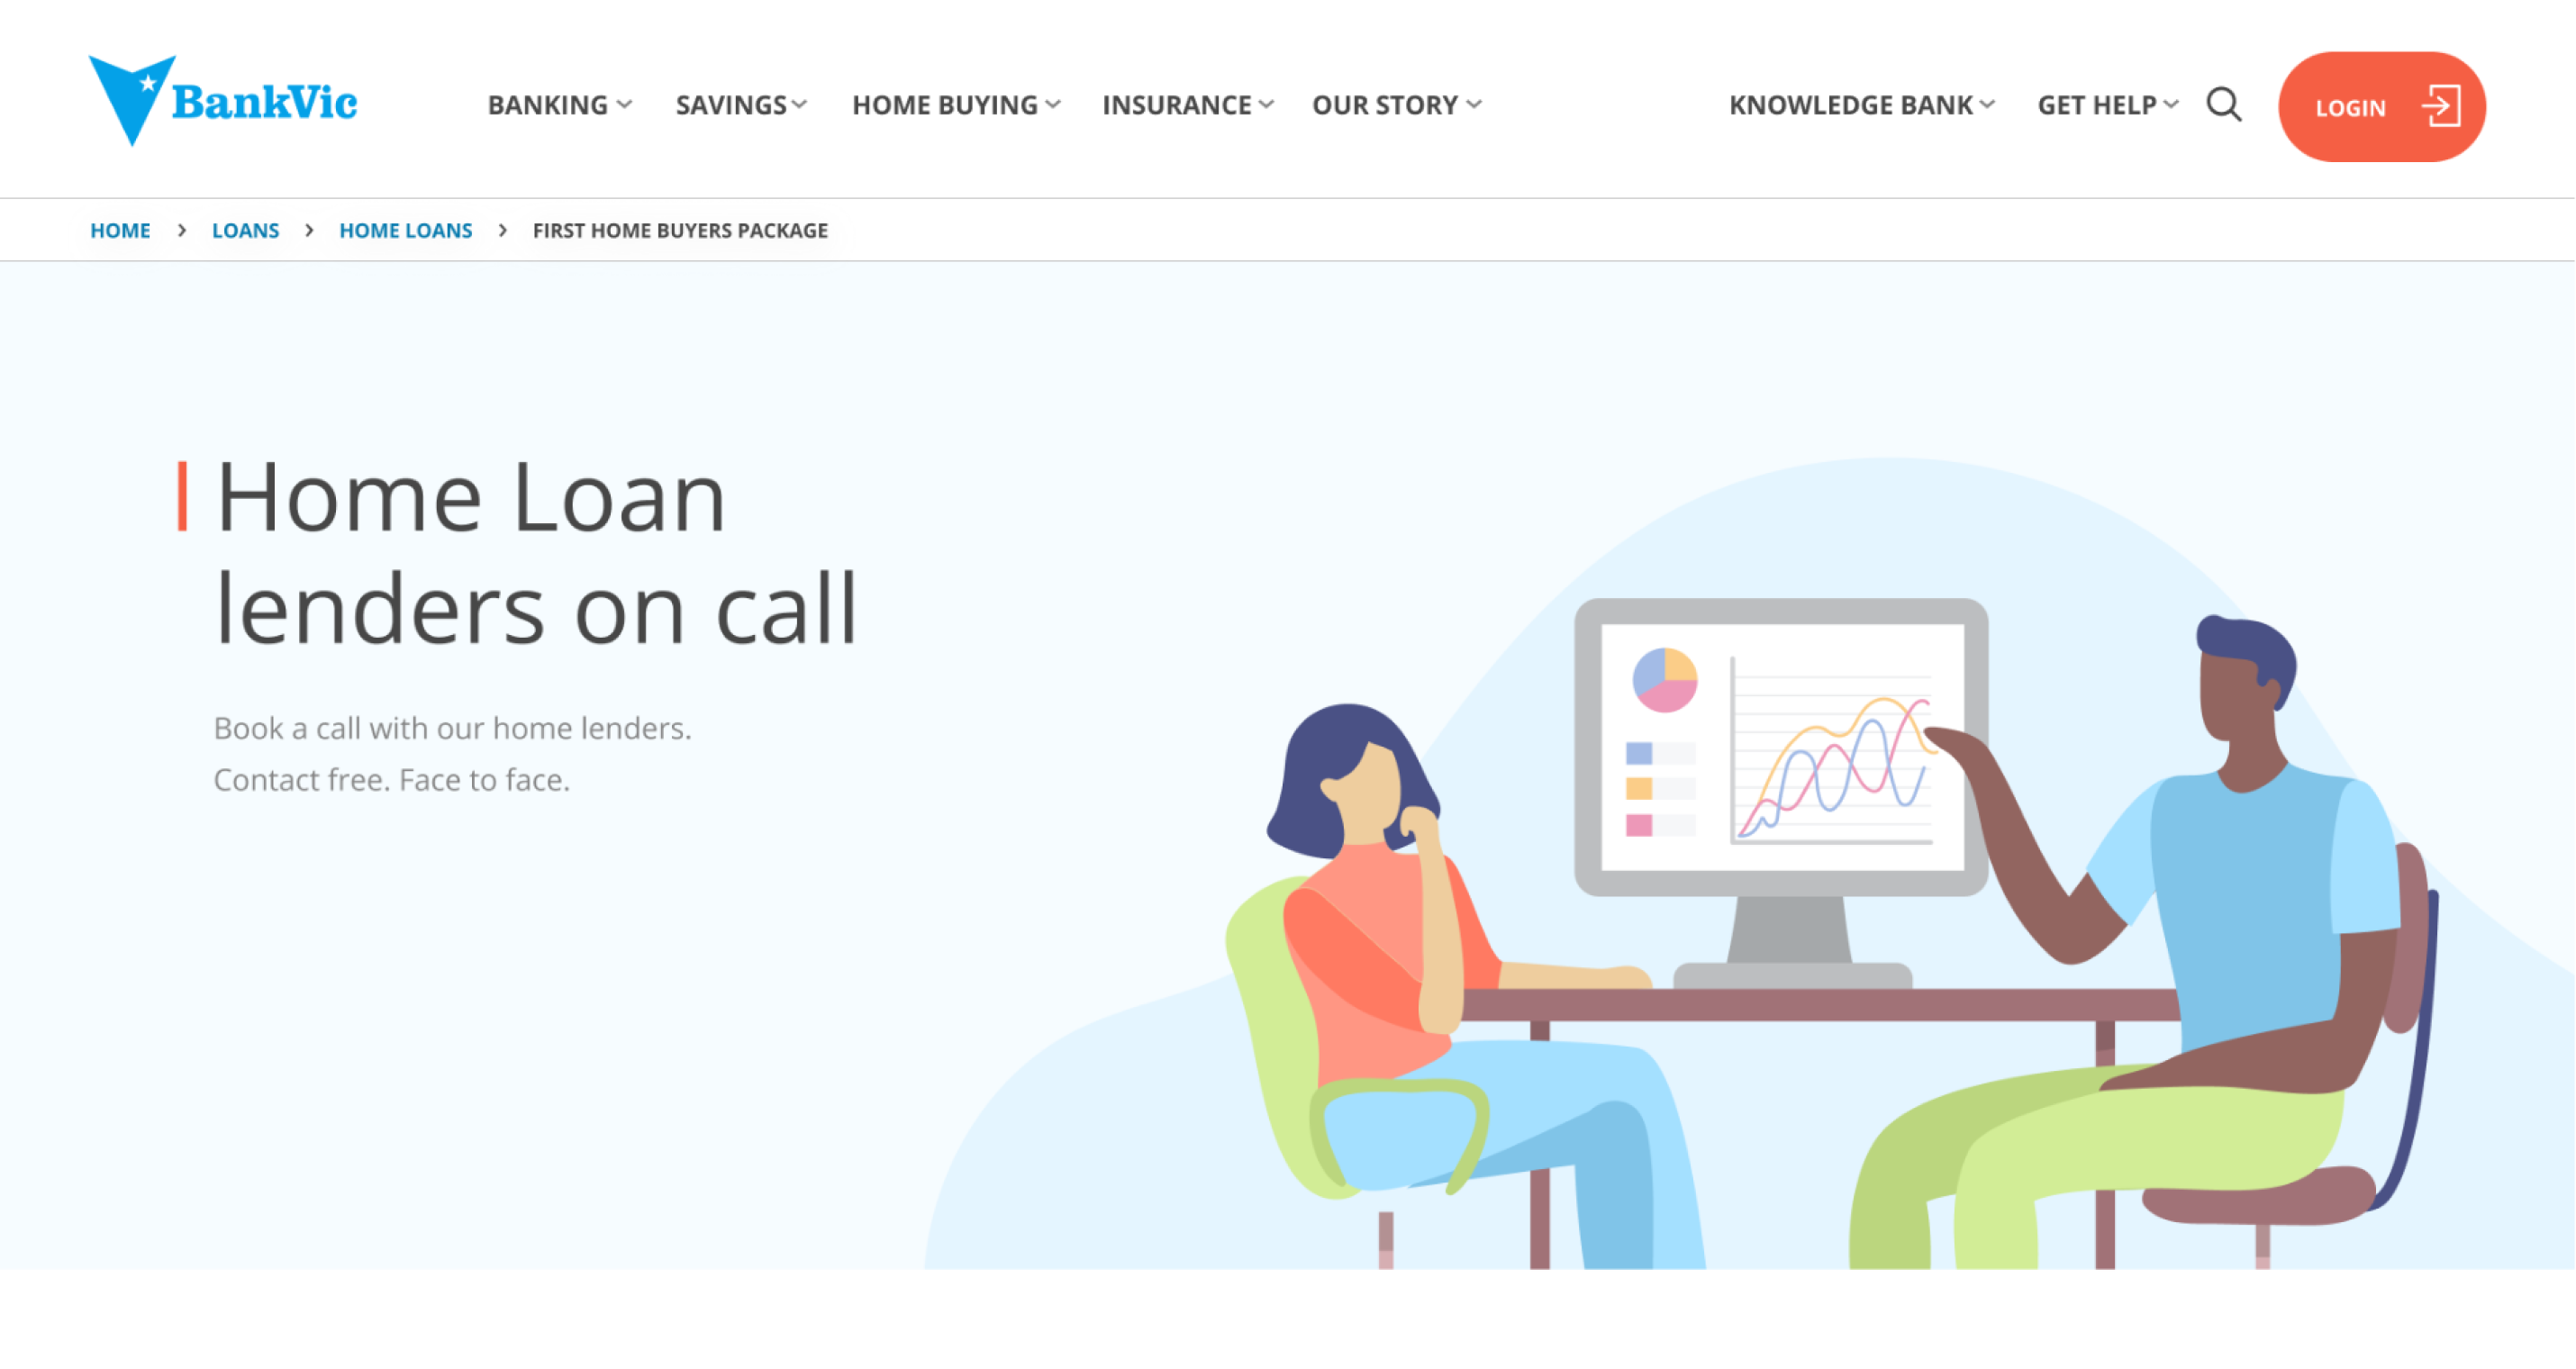 BankVic
BANKING SAVINGS HOME BUYING INSURANCE OUR STORY KNOWLEDGE BANK GET HELP LOGIN
HOME > LOANS > HOME LOANS > FIRST HOME BUYERS PACKAGE
Home Loan
lenders on call
Book a call with our home lenders.
Contact free. Face to face.